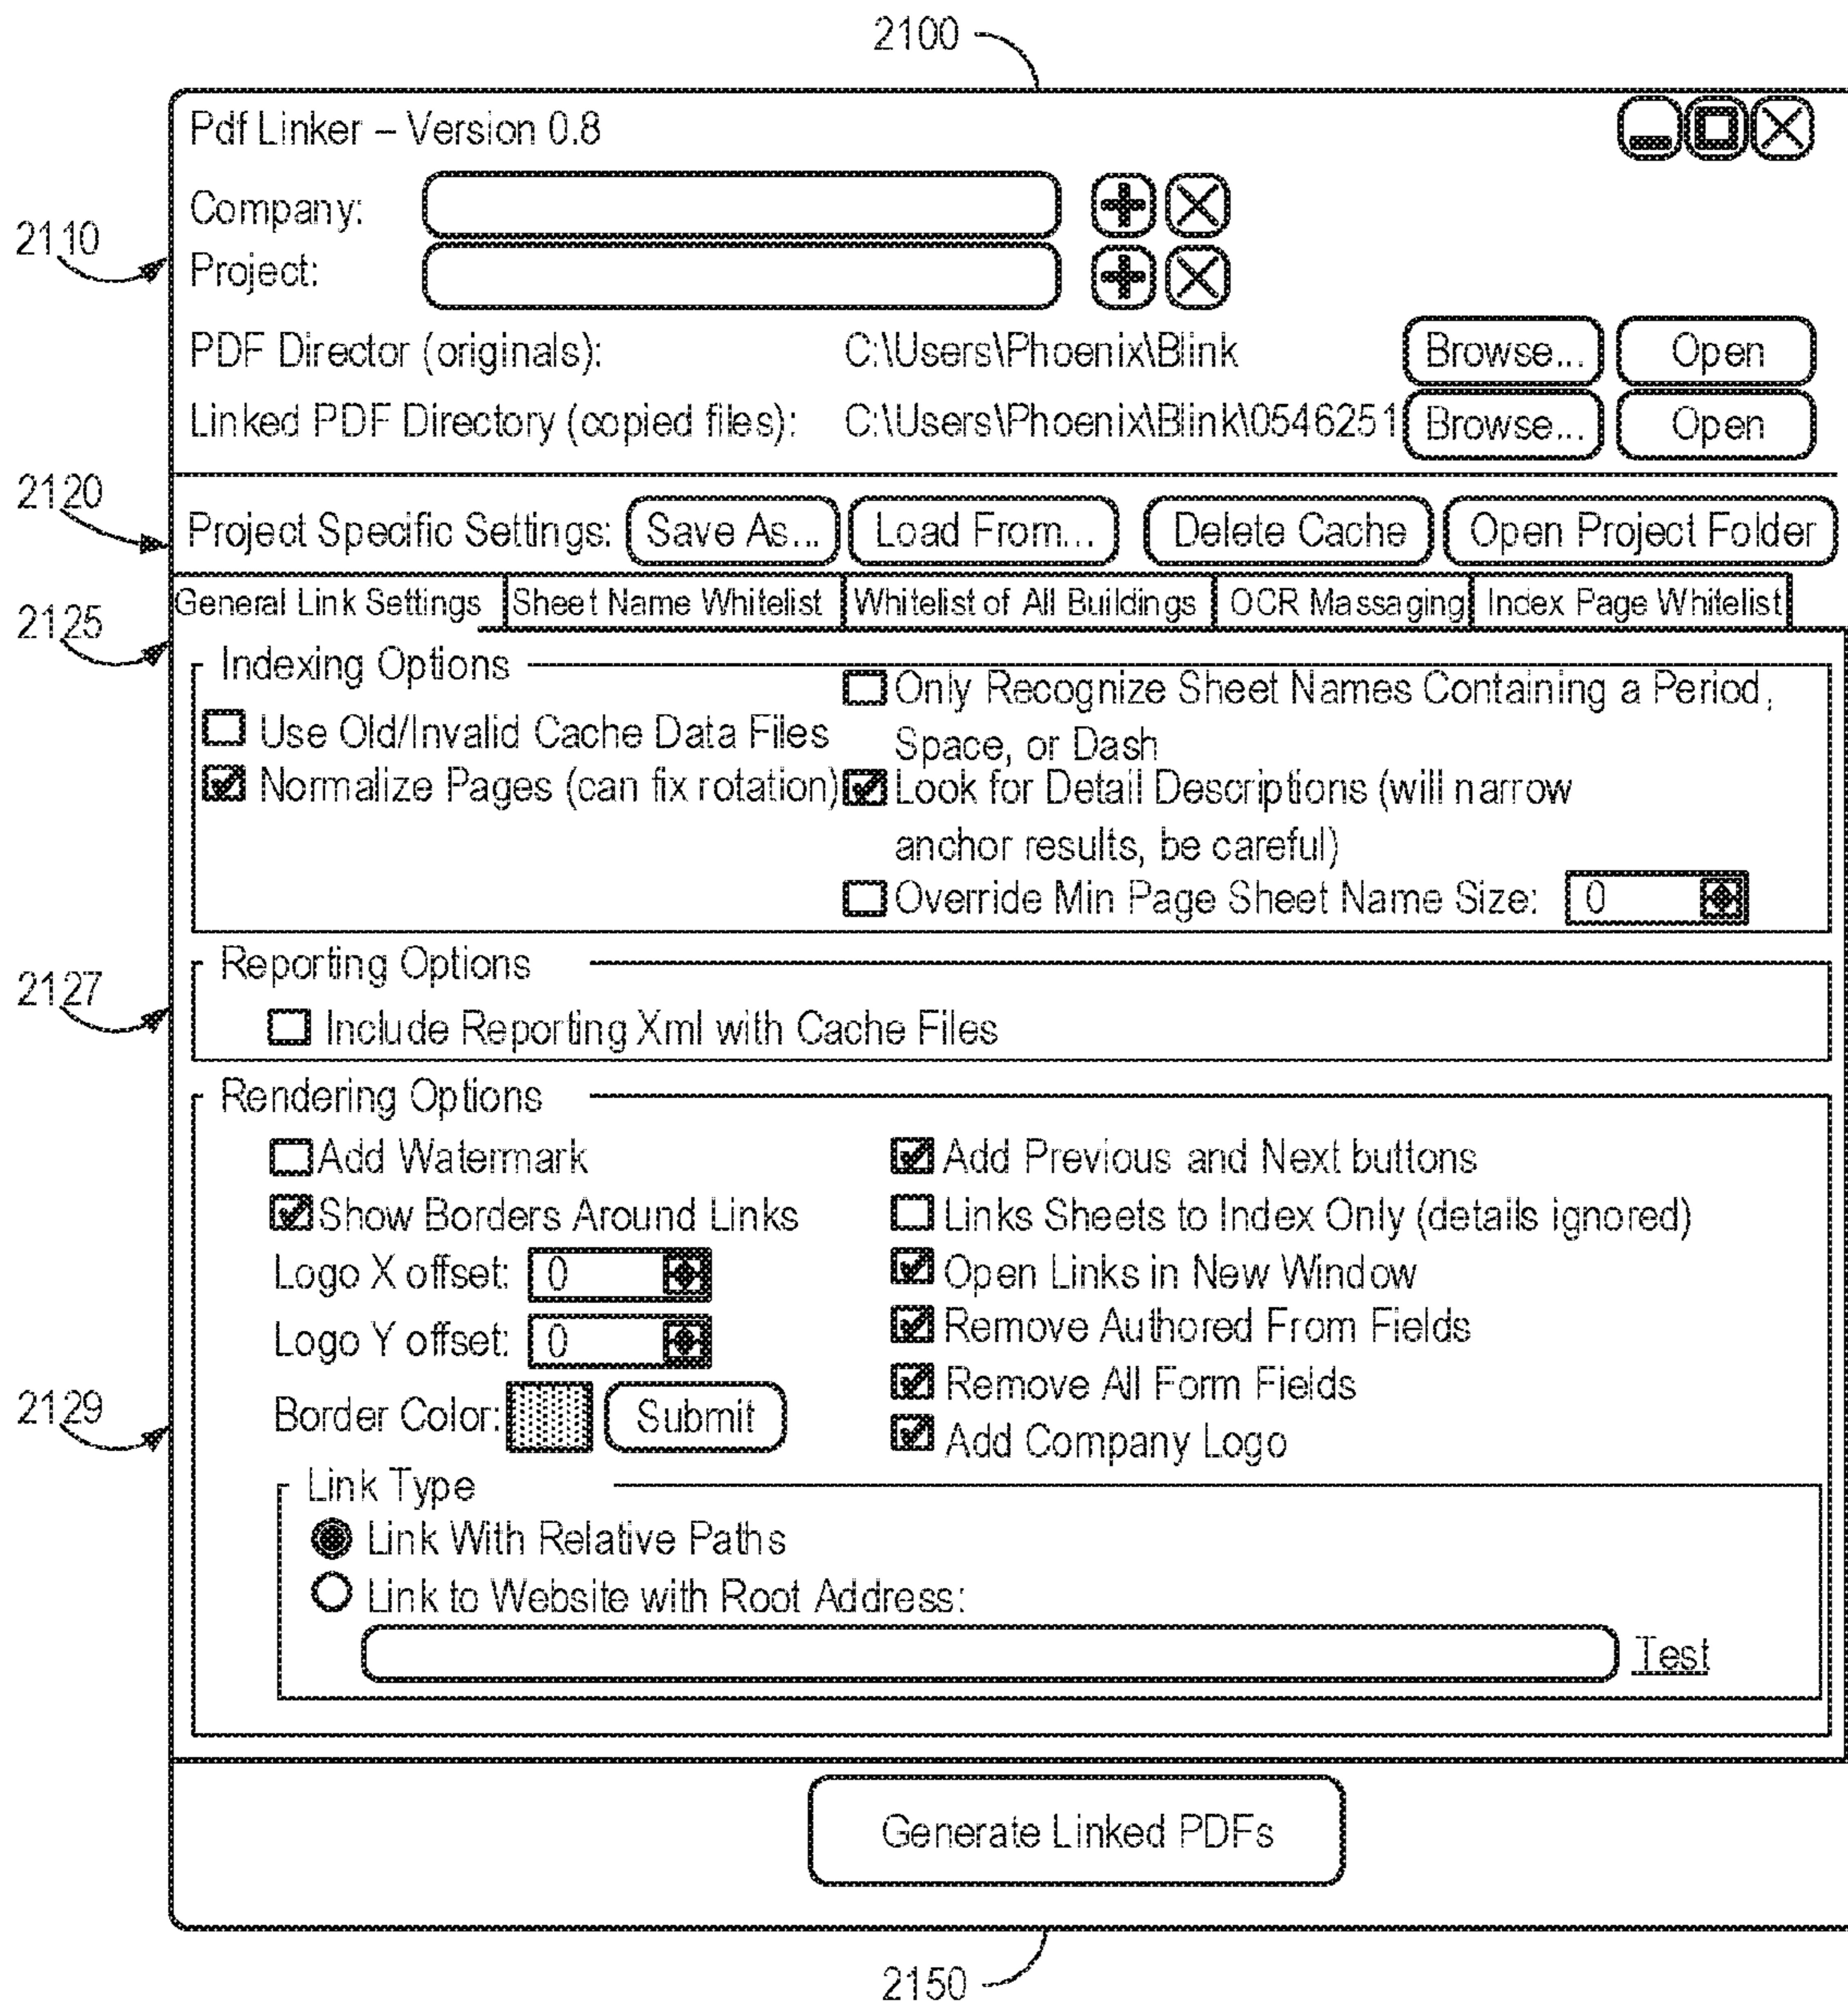 2100
Pdf Linker – Version 0.8
Company:
2110
Project:
PDF Director (originals): C:\Users\Phoenix\Blink Browse... Open
Linked PDF Directory (copied files): C:\Users\Phoenix\Blink\0546251 Browse... Open
2120
Project Specific Settings: Save As... Load From... Delete Cache Open Project Folder
General Link Settings Sheet Name Whitelist Whitelist of All Buildings OCR Massaging Index Page Whitelist
2125
Indexing Options
Use Old/Invalid Cache Data Files
Normalize Pages (can fix rotation)
Only Recognize Sheet Names Containing a Period,
Space, or Dash
Look for Detail Descriptions (will narrow
anchor results, be careful)
Override Min Page Sheet Name Size: 0
2127
Reporting Options
Include Reporting Xml with Cache Files
Rendering Options
Add Watermark
Show Borders Around Links
Logo X offset: 0
Logo Y offset: 0
2129
Border Color: Submit
Add Previous and Next buttons
Links Sheets to Index Only (details ignored)
Open Links in New Window
Remove Authored From Fields
Remove All Form Fields
Add Company Logo
Link Type
Link With Relative Paths
Link to Website with Root Address:
Test
Generate Linked PDFs
2150